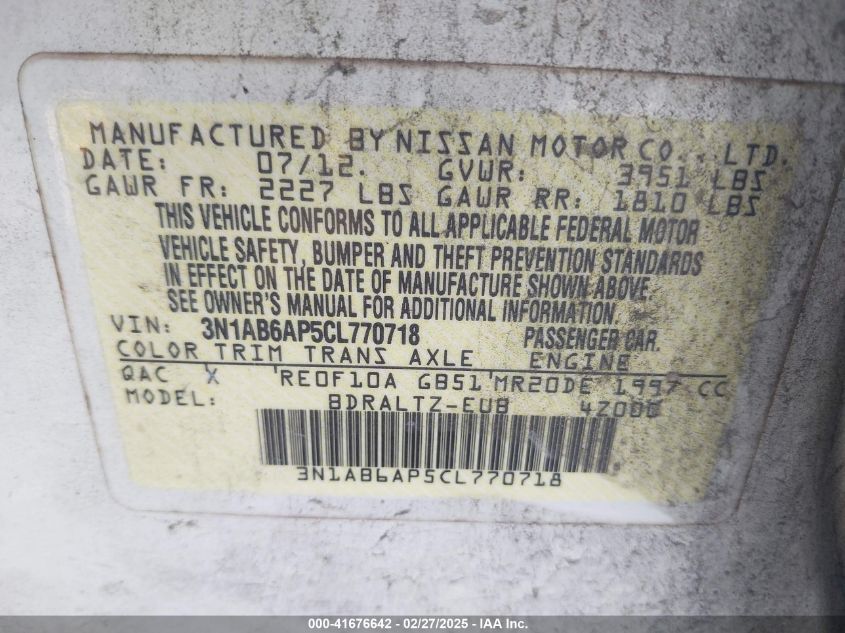 MANUFACTURED BY NISSAN MOTOR CO., LTD.
DATE: 07/12. GVWR: 3951 LBS
GAWR FR: 2227 LBS GAWR RR: 1810 LBS
THIS VEHICLE CONFORMS TO ALL APPLICABLE FEDERAL MOTOR
VEHICLE SAFETY, BUMPER AND THEFT PREVENTION STANDARDS
IN EFFECT ON THE DATE OF MANUFACTURE SHOWN ABOVE.
SEE OWNER'S MANUAL FOR ADDITIONAL INFORMATION.
VIN: 3N1AB6AP5CL770718 PASSENGER CAR.
COLOR TRIM TRANS AXLE ENGINE
QAC X RE0F10A GB51 MR20DE 1997 CC
MODEL: BDRALTZ-EUB
3N1AB6AP5CL770718
000-41676642 - 02/27/2025 - IAA Inc.